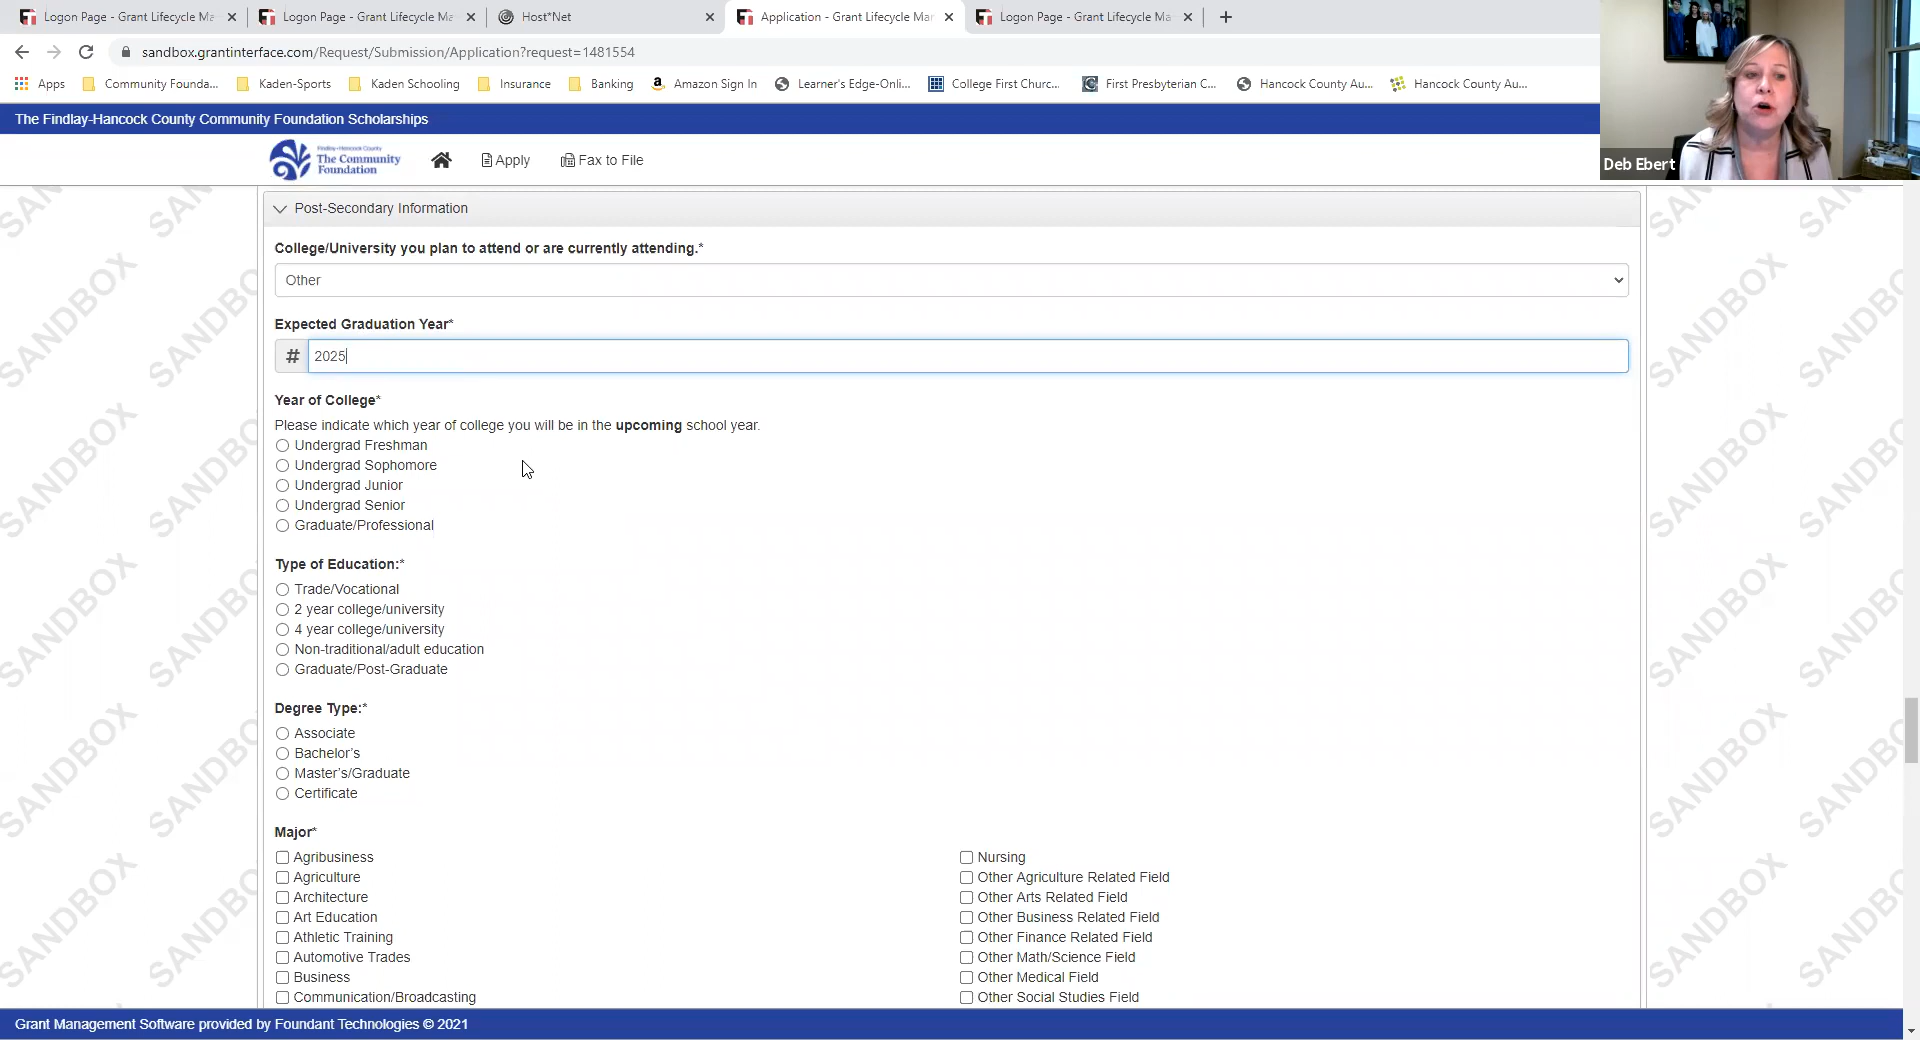 Logon Page - Grant Lifecycle Ma
Logon Page - Grant Lifecycle Ma
Host*Net
Application - Grant Lifecycle Mar
Logon Page - Grant Lifecycle Ma
sandbox.grantinterface.com/Request/Submission/Application?request=1481554
Apps
Community Founda...
Kaden-Sports
Kaden Schooling
Insurance
Banking
Amazon Sign In
Learner's Edge-Onli...
College First Churc...
First Presbyterian C...
Hancock County Au...
Hancock County Au...
The Findlay-Hancock County Community Foundation Scholarships
Deb Ebert
Findlay • Hancock County
The Community
Foundation
Apply
Fax to File
Post-Secondary Information
College/University you plan to attend or are currently attending.*
Other
Expected Graduation Year*
# 2025
Year of College*
Please indicate which year of college you will be in the upcoming school year.
Undergrad Freshman
Undergrad Sophomore
Undergrad Junior
Undergrad Senior
Graduate/Professional
Type of Education:*
Trade/Vocational
2 year college/university
4 year college/university
Non-traditional/adult education
Graduate/Post-Graduate
Degree Type:*
Associate
Bachelor’s
Master’s/Graduate
Certificate
Major*
Agribusiness
Agriculture
Architecture
Art Education
Athletic Training
Automotive Trades
Business
Communication/Broadcasting
Nursing
Other Agriculture Related Field
Other Arts Related Field
Other Business Related Field
Other Finance Related Field
Other Math/Science Field
Other Medical Field
Other Social Studies Field
SANDBOX
SANDBOX
SANDBOX
SANDBOX
SANDBOX
SANDBOX
SANDBOX
SANDBOX
Grant Management Software provided by Foundant Technologies © 2021